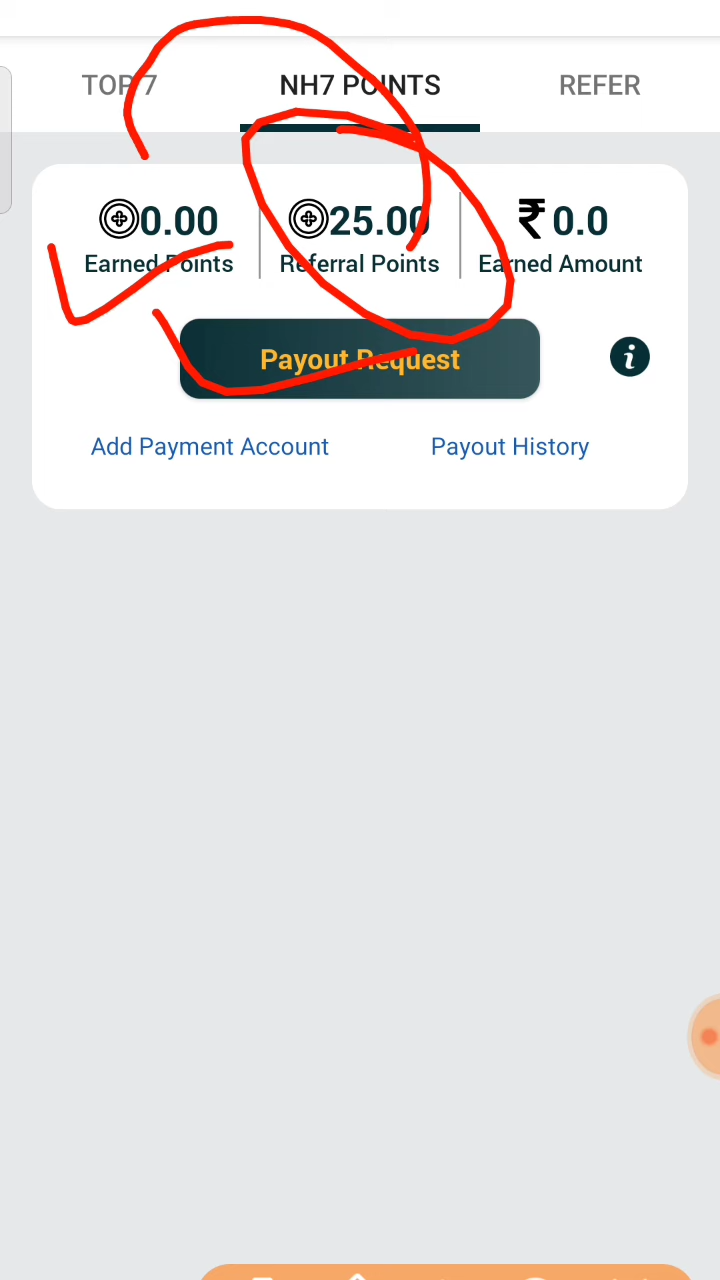 TOP 7 NH7 POINTS REFER
0.00 25.00 ₹ 0.0
Earned Points Referral Points Earned Amount
Payout Request i
Add Payment Account Payout History